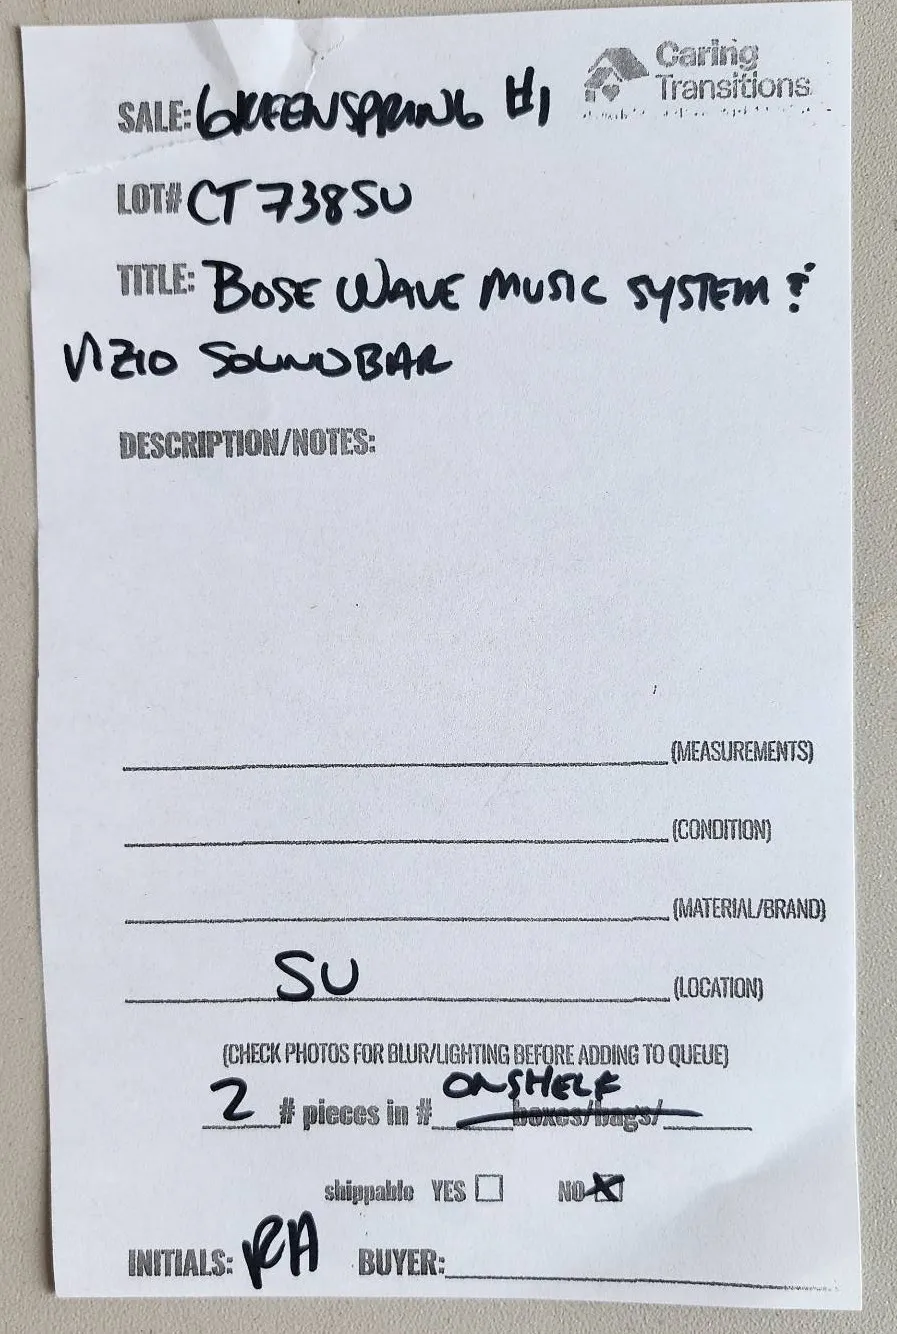 Caring
Transitions
SALE: GREENSPRING #1
LOT# CT738SU
TITLE: BOSE WAVE MUSIC SYSTEM &
VIZIO SOUNDBAR
DESCRIPTION/NOTES:
(MEASUREMENTS)
(CONDITION)
(MATERIAL/BRAND)
SU (LOCATION)
(CHECK PHOTOS FOR BLUR/LIGHTING BEFORE ADDING TO QUEUE)
ON SHELF
2 # pieces in # boxes/bags/
shippable YES NO X
INITIALS: RA BUYER: